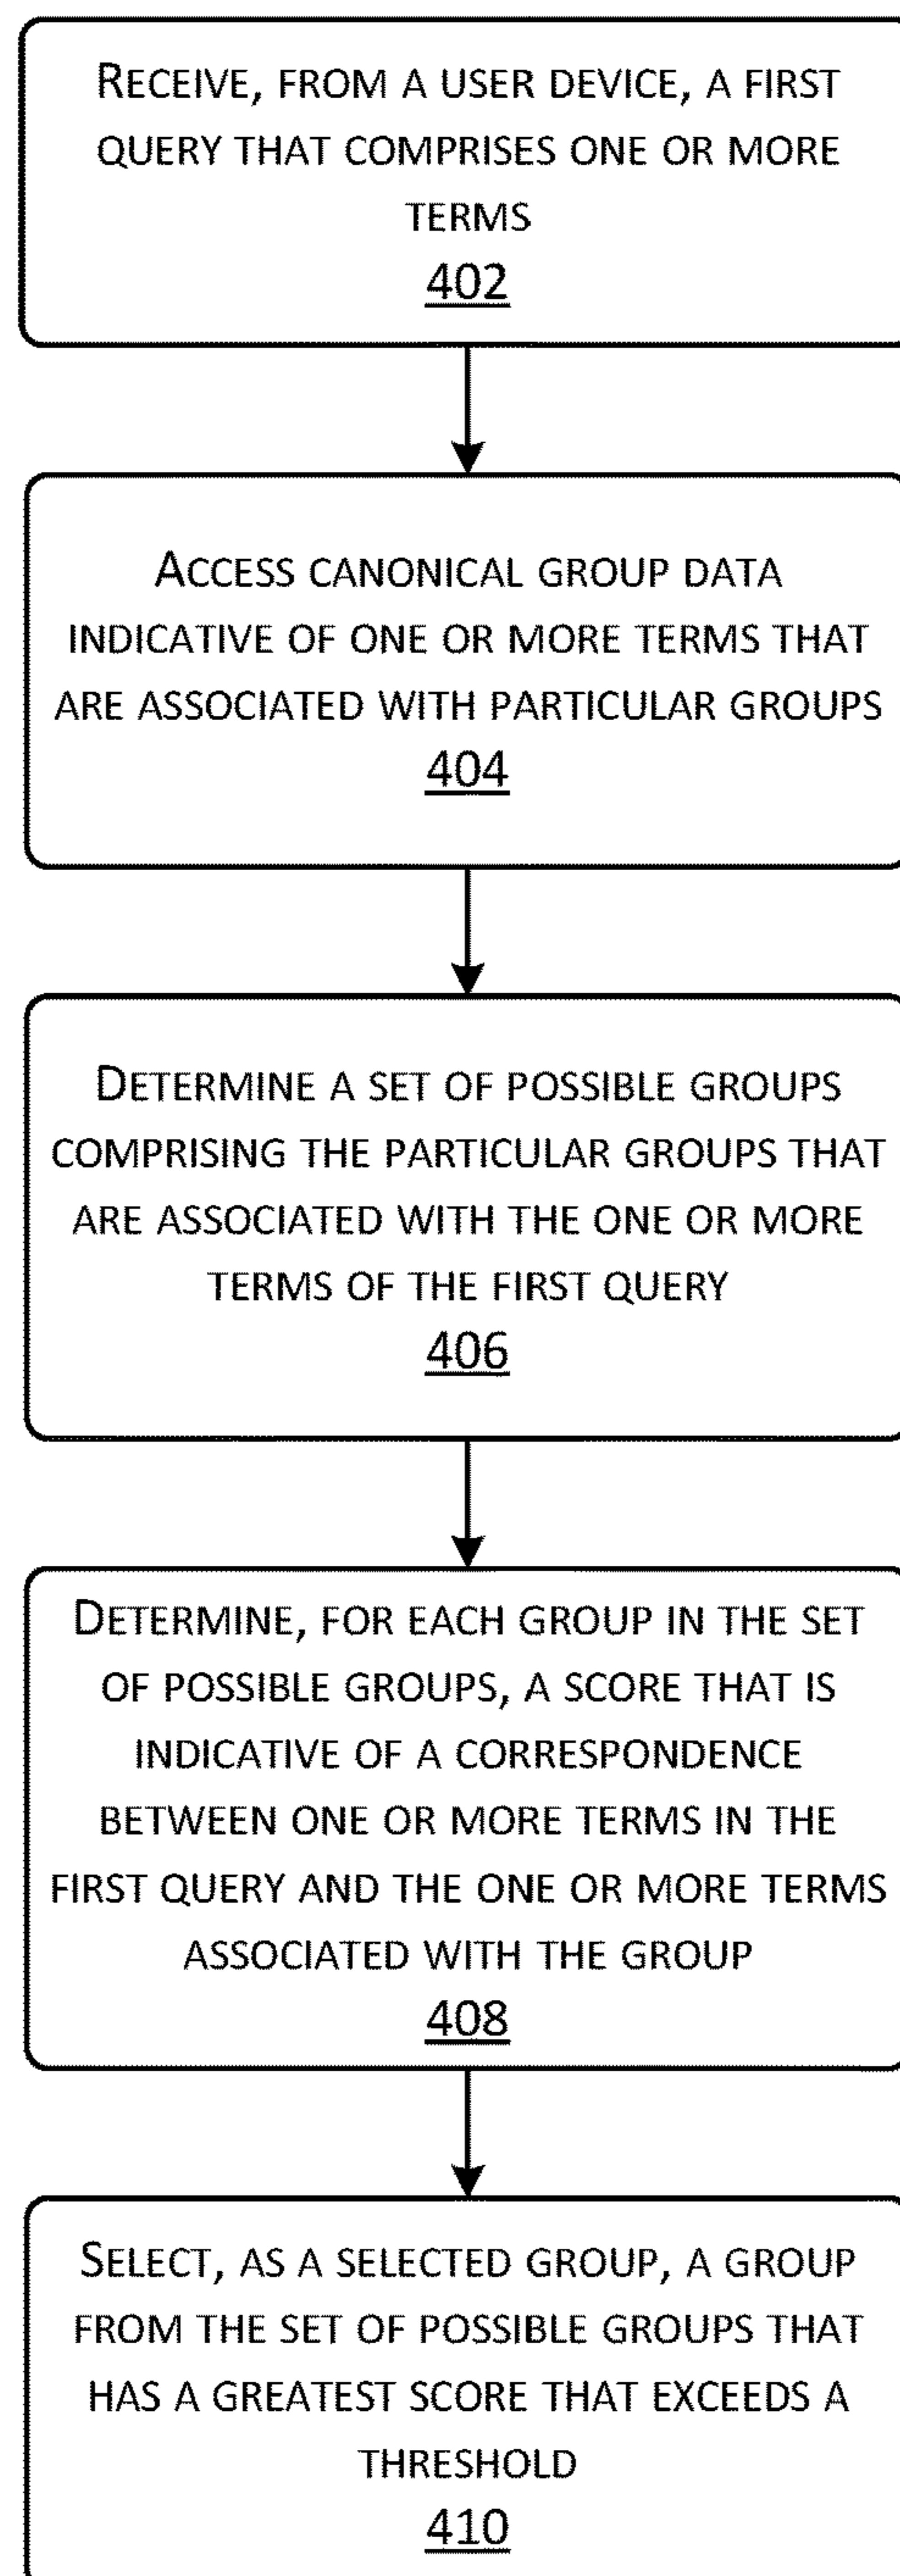 RECEIVE, FROM A USER DEVICE, A FIRST
QUERY THAT COMPRISES ONE OR MORE
TERMS
402
ACCESS CANONICAL GROUP DATA
INDICATIVE OF ONE OR MORE TERMS THAT
ARE ASSOCIATED WITH PARTICULAR GROUPS
404
DETERMINE A SET OF POSSIBLE GROUPS
COMPRISING THE PARTICULAR GROUPS THAT
ARE ASSOCIATED WITH THE ONE OR MORE
TERMS OF THE FIRST QUERY
406
DETERMINE, FOR EACH GROUP IN THE SET
OF POSSIBLE GROUPS, A SCORE THAT IS
INDICATIVE OF A CORRESPONDENCE
BETWEEN ONE OR MORE TERMS IN THE
FIRST QUERY AND THE ONE OR MORE TERMS
ASSOCIATED WITH THE GROUP
408
SELECT, AS A SELECTED GROUP, A GROUP
FROM THE SET OF POSSIBLE GROUPS THAT
HAS A GREATEST SCORE THAT EXCEEDS A
THRESHOLD
410